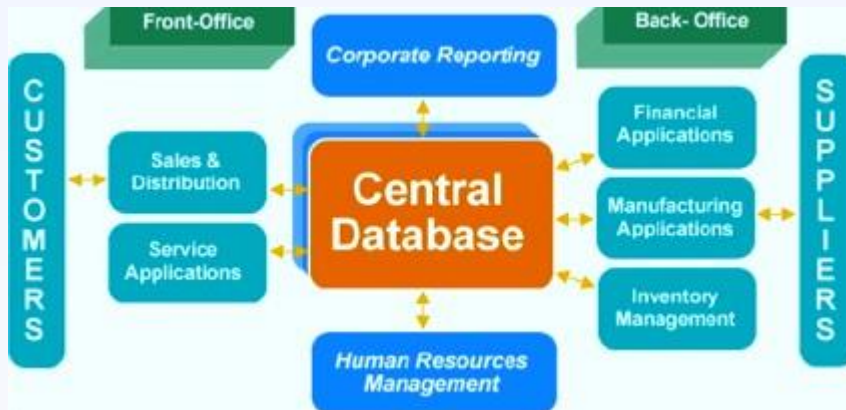 Front-Office
Back- Office
Corporate Reporting
CUSTOMERS
Sales &
Distribution
Service
Applications
Central
Database
Financial
Applications
Manufacturing
Applications
Inventory
Management
SUPPLIERS
Human Resources
Management